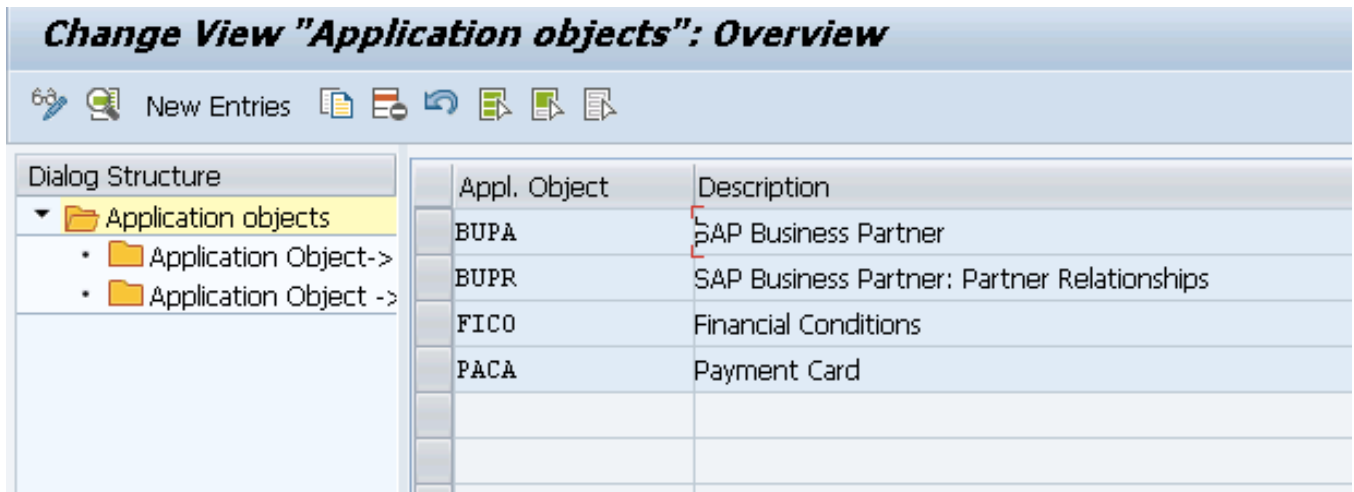 Change View "Application objects": Overview
New Entries
Dialog Structure
Application objects
Application Object->
Application Object ->
Appl. Object Description
BUPA SAP Business Partner
BUPR SAP Business Partner: Partner Relationships
FICO Financial Conditions
PACA Payment Card